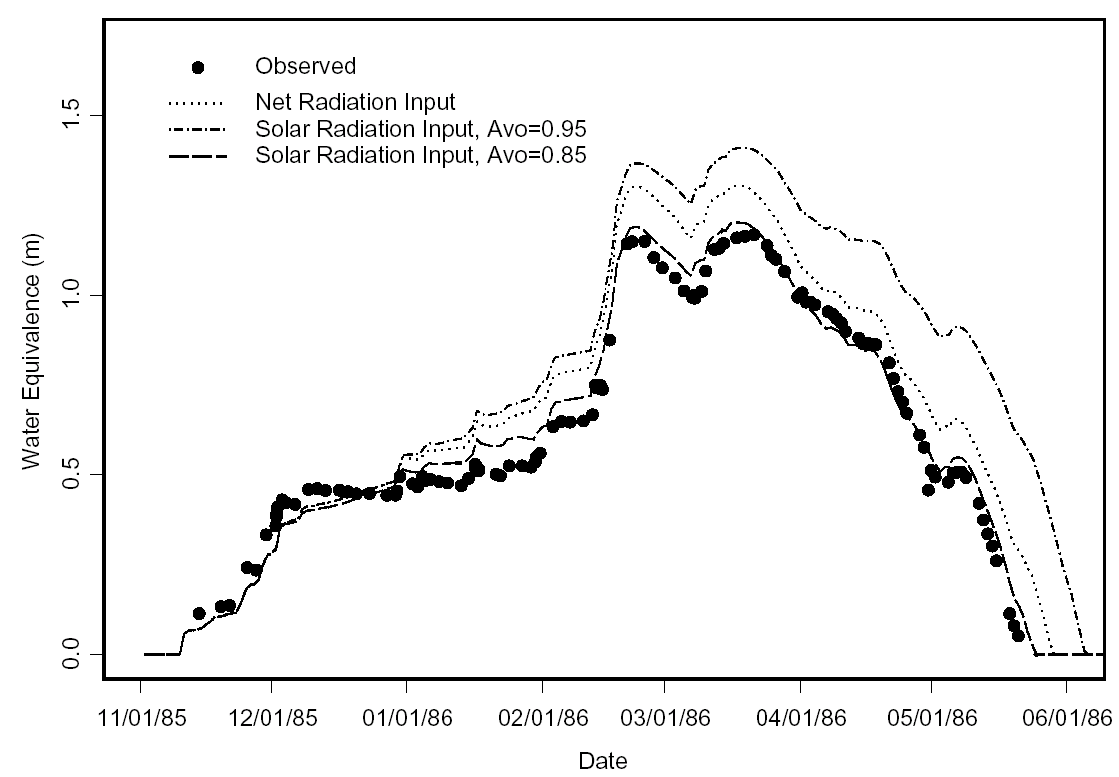 Observed
Net Radiation Input
Solar Radiation Input, Avo=0.95
Solar Radiation Input, Avo=0.85
Water Equivalence (m)
1.5
1.0
0.5
0.0
11/01/85 12/01/85 01/01/86 02/01/86 03/01/86 04/01/86 05/01/86 06/01/86
Date